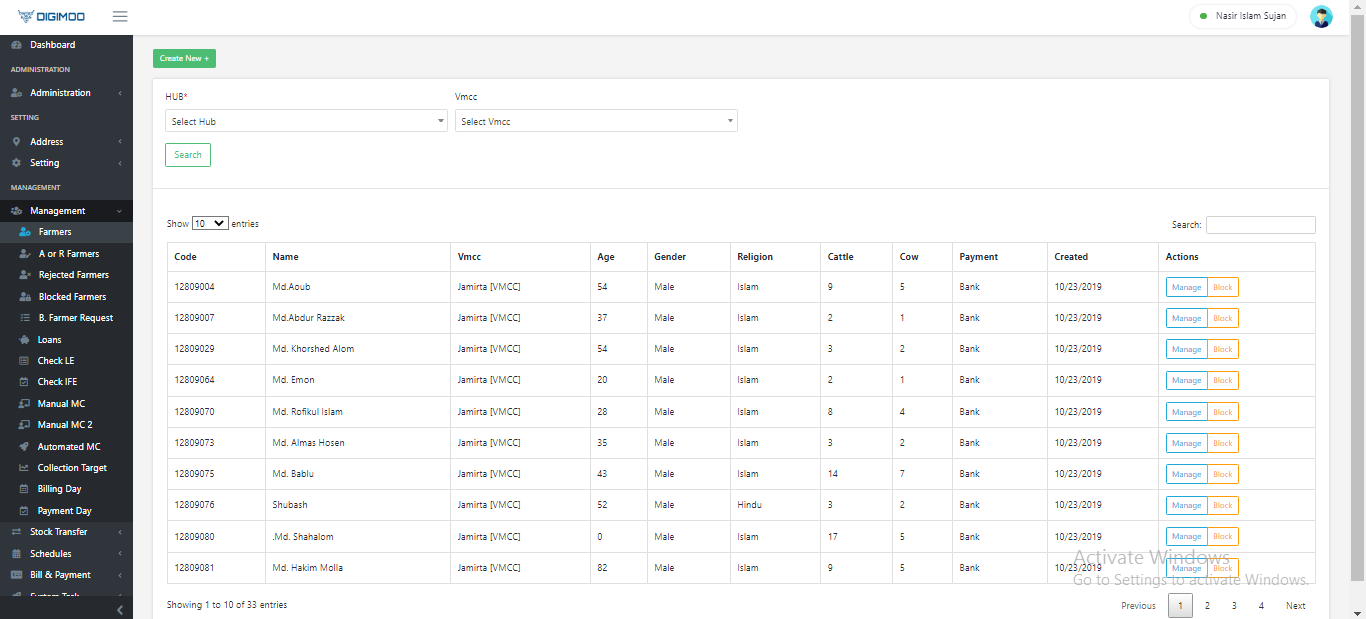 DIGIMOO
Nasir Islam Sujan
Dashboard
ADMINISTRATION
Administration
SETTING
Address
Setting
MANAGEMENT
Management
Farmers
A or R Farmers
Rejected Farmers
Blocked Farmers
B. Farmer Request
Loans
Check LE
Check IFE
Manual MC
Manual MC 2
Automated MC
Collection Target
Billing Day
Payment Day
Stock Transfer
Schedules
Bill & Payment
Create New +
HUB* Vmcc
Select Hub Select Vmcc
Search
Show 10 entries Search:
Code Name Vmcc Age Gender Religion Cattle Cow Payment Created Actions
12809004 Md.Aoub Jamirta [VMCC] 54 Male Islam 9 5 Bank 10/23/2019 Manage Block
12809007 Md.Abdur Razzak Jamirta [VMCC] 37 Male Islam 2 1 Bank 10/23/2019 Manage Block
12809029 Md. Khorshed Alom Jamirta [VMCC] 54 Male Islam 3 2 Bank 10/23/2019 Manage Block
12809064 Md. Emon Jamirta [VMCC] 20 Male Islam 2 1 Bank 10/23/2019 Manage Block
12809070 Md. Rofikul Islam Jamirta [VMCC] 28 Male Islam 8 4 Bank 10/23/2019 Manage Block
12809073 Md. Almas Hosen Jamirta [VMCC] 35 Male Islam 3 2 Bank 10/23/2019 Manage Block
12809075 Md. Bablu Jamirta [VMCC] 43 Male Islam 14 7 Bank 10/23/2019 Manage Block
12809076 Shubash Jamirta [VMCC] 52 Male Hindu 3 2 Bank 10/23/2019 Manage Block
12809080 .Md. Shahalom Jamirta [VMCC] 0 Male Islam 17 5 Bank 10/23/2019 Manage Block
12809081 Md. Hakim Molla Jamirta [VMCC] 82 Male Islam 9 5 Bank 10/23/2019 Manage Block
Activate Windows
Go to Settings to activate Windows.
Showing 1 to 10 of 33 entries Previous 1 2 3 4 Next